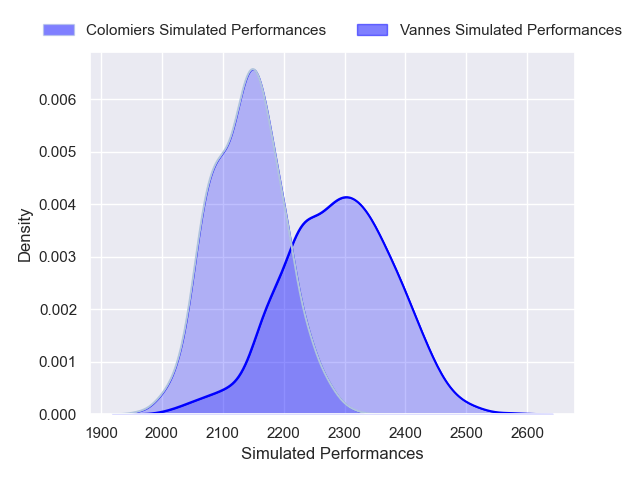 Colomiers Simulated Performances Vannes Simulated Performances
0.006
0.005
0.004
0.003
0.002
0.001
0.000
Density
1900 2000 2100 2200 2300 2400 2500 2600
Simulated Performances